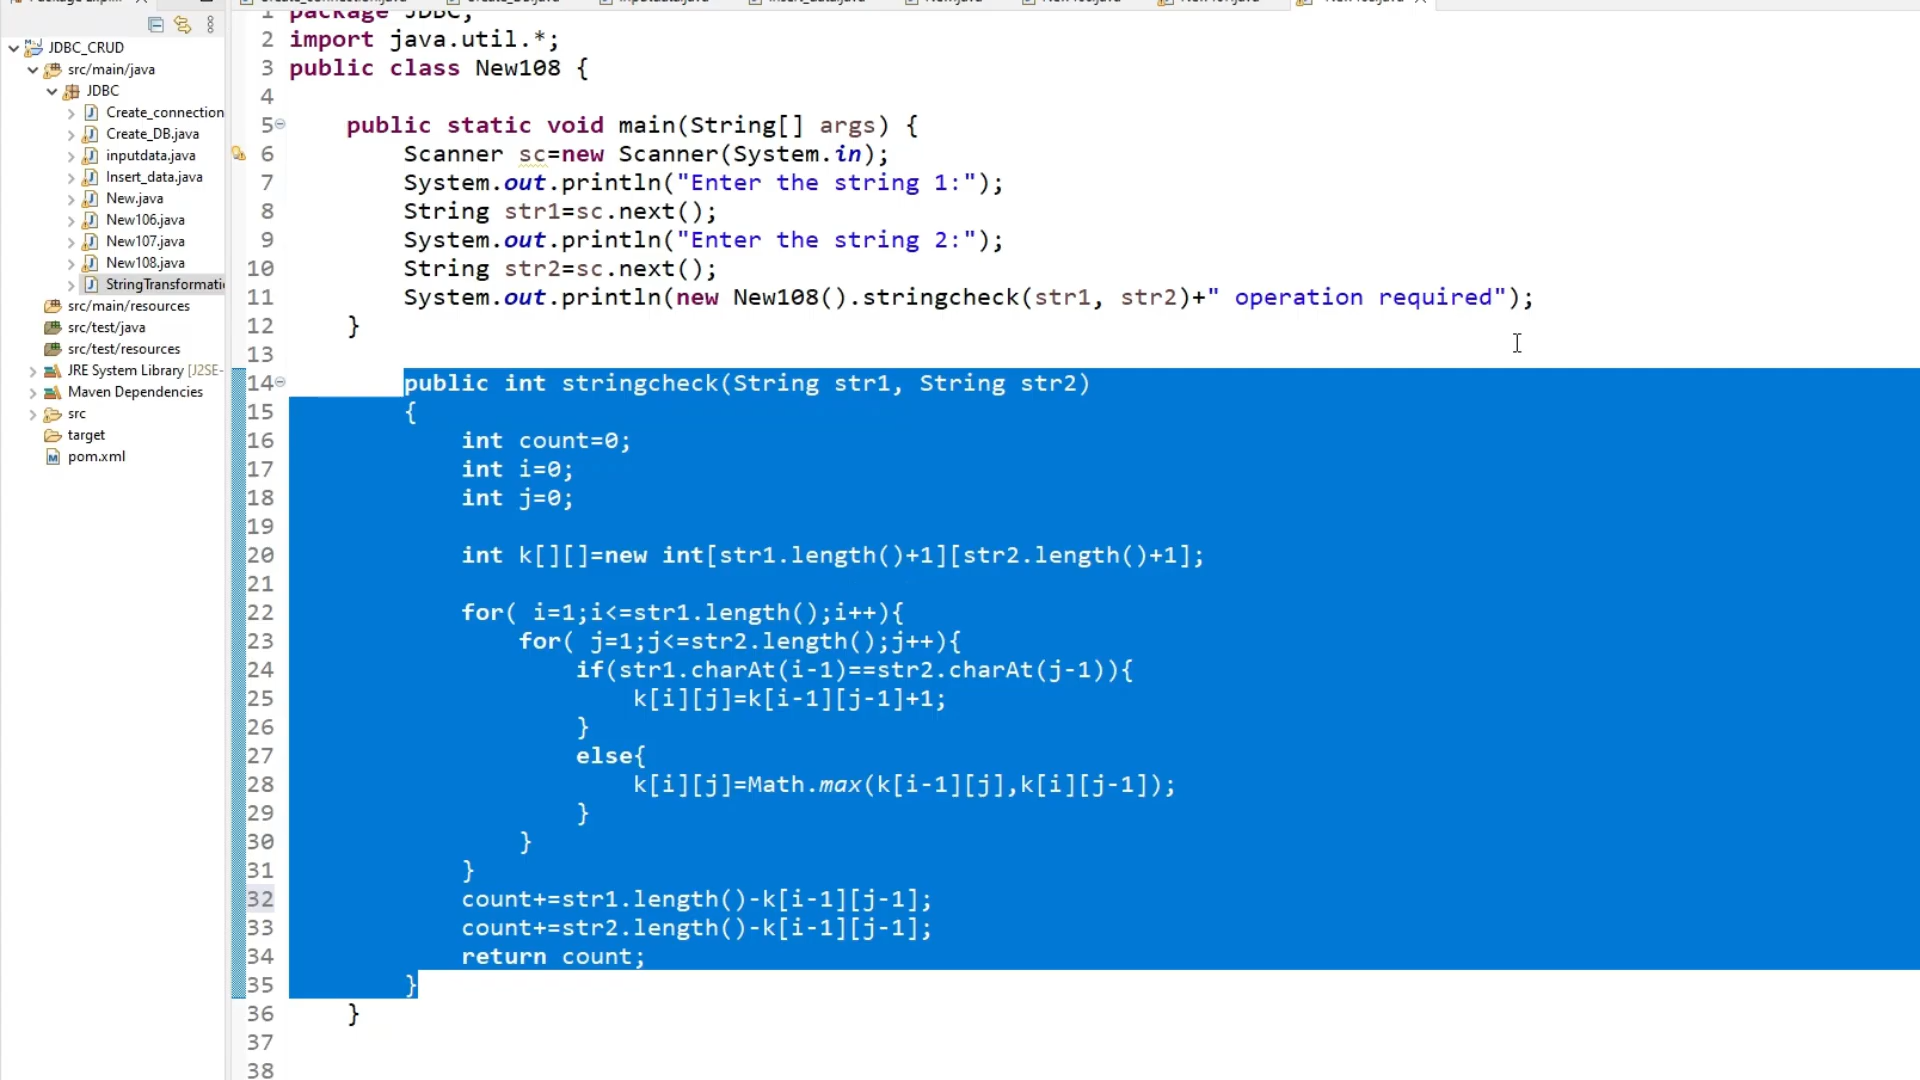 JDBC_CRUD
src/main/java
JDBC
Create_connection
Create_DB.java
inputdata.java
Insert_data.java
New.java
New106.java
New107.java
New108.java
StringTransformati
src/main/resources
src/test/java
src/test/resources
JRE System Library [J2SE-
Maven Dependencies
src
target
pom.xml
1 package JDBC;
2 import java.util.*;
3 public class New108 {
4
5 public static void main(String[] args) {
6 Scanner sc=new Scanner(System.in);
7 System.out.println("Enter the string 1:");
8 String str1=sc.next();
9 System.out.println("Enter the string 2:");
10 String str2=sc.next();
11 System.out.println(new New108().stringcheck(str1, str2)+" operation required");
12 }
13
14 public int stringcheck(String str1, String str2)
15 {
16 int count=0;
17 int i=0;
18 int j=0;
19
20 int k[][]=new int[str1.length()+1][str2.length()+1];
21
22 for( i=1;i<=str1.length();i++){
23 for( j=1;j<=str2.length();j++){
24 if(str1.charAt(i-1)==str2.charAt(j-1)){
25 k[i][j]=k[i-1][j-1]+1;
26 }
27 else{
28 k[i][j]=Math.max(k[i-1][j],k[i][j-1]);
29 }
30 }
31 }
32 count+=str1.length()-k[i-1][j-1];
33 count+=str2.length()-k[i-1][j-1];
34 return count;
35 }
36 }
37
38